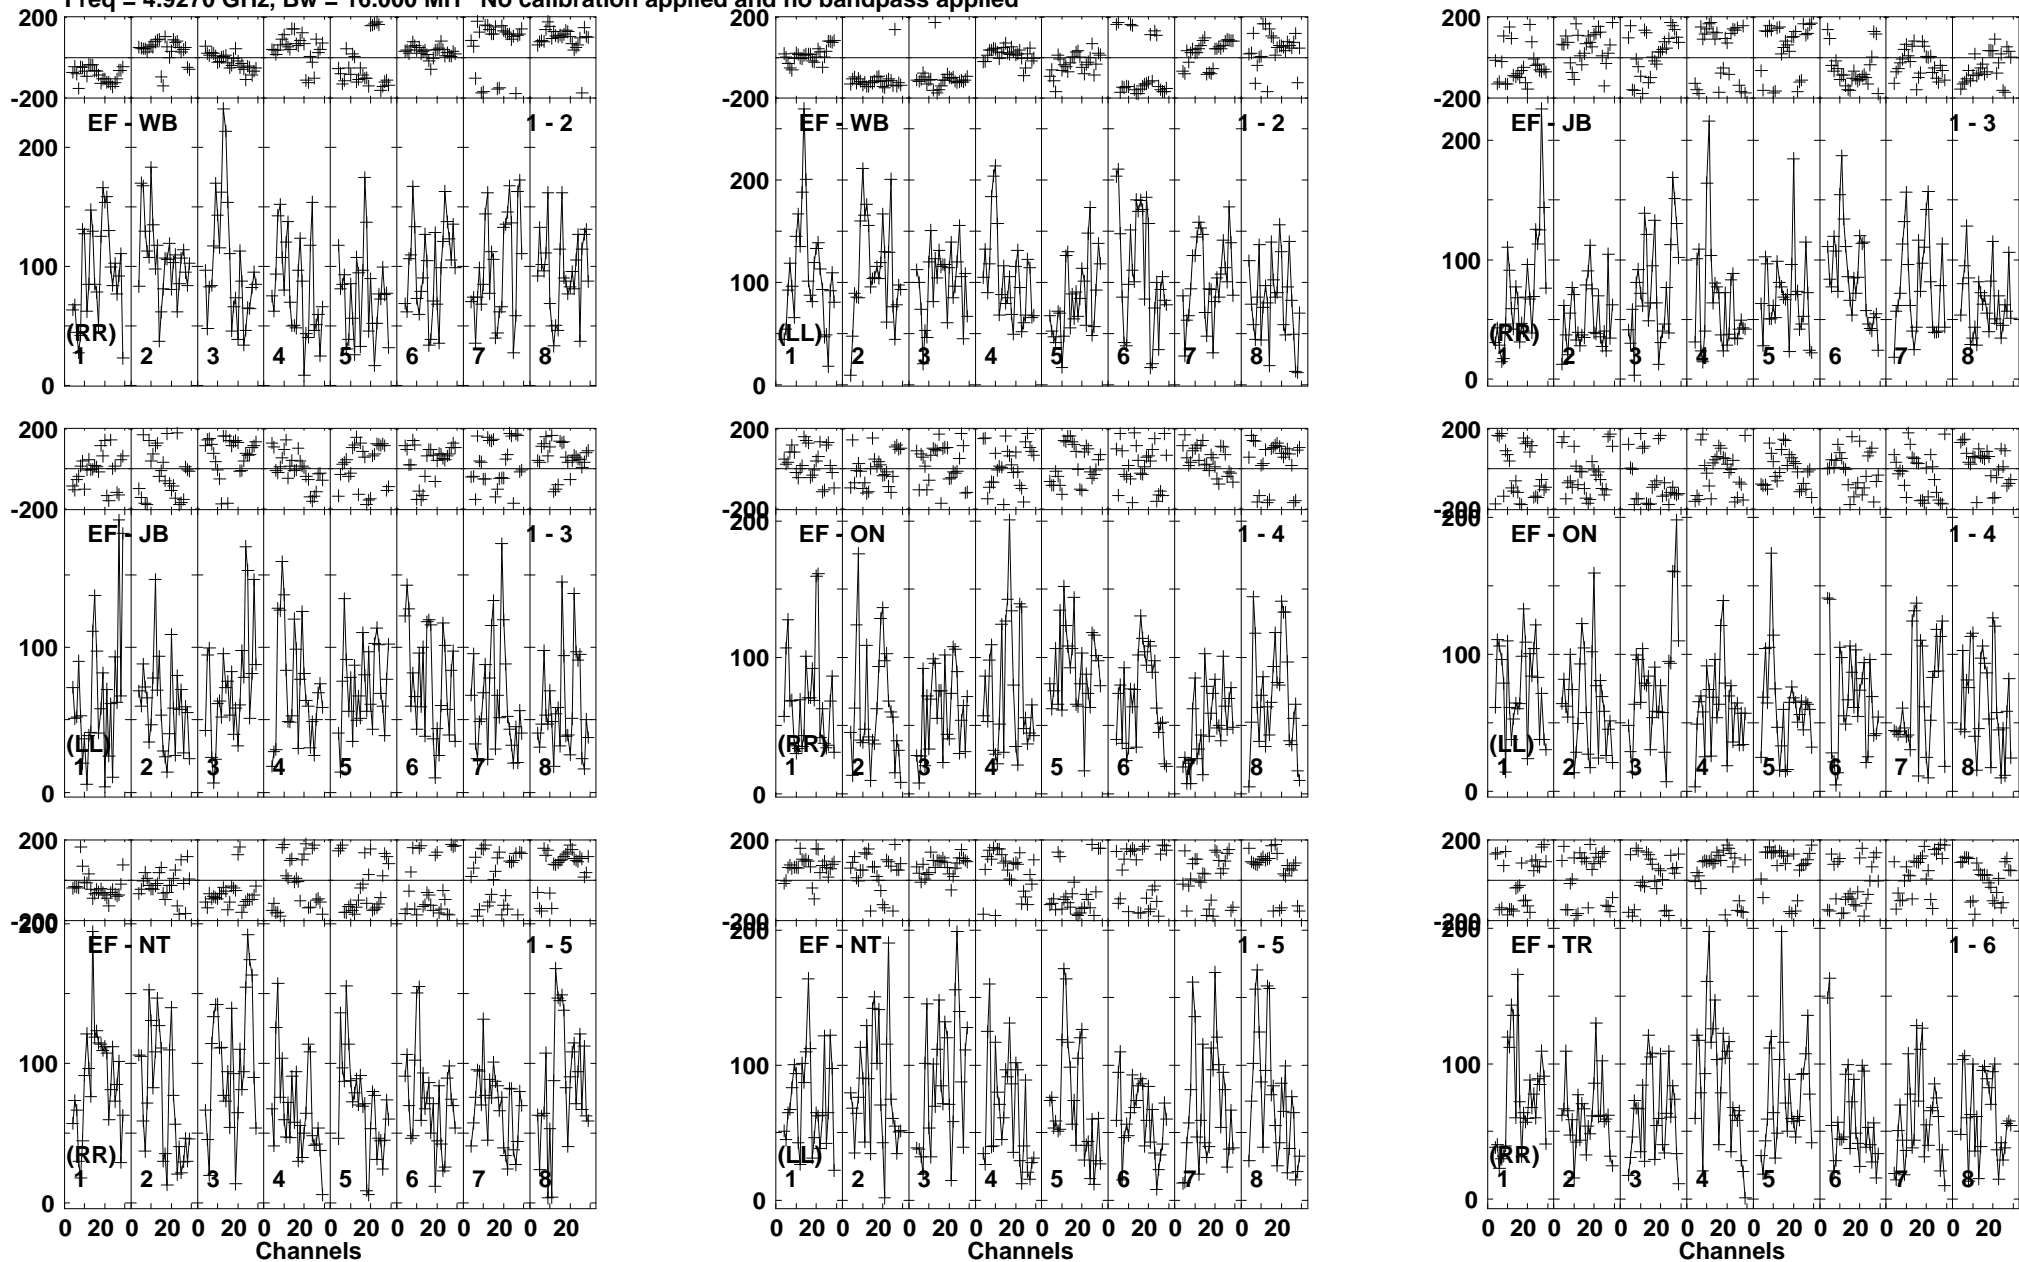 Freq = 4.9270 GHz, Bw = 16.000 MH No calibration applied and no bandpass applied
200 200 200
-200 -200 -200
EF - WB 1 - 2 EF - WB 1 - 2 EF - JB 1 - 3
200 200 200
100 100 100
(RR) (LL) (RR)
1 2 3 4 5 6 7 8 1 2 3 4 5 6 7 8 1 2 3 4 5 6 7 8
0 0 0
200 200 200
-200 -200 -200
200 200
EF - JB 1 - 3 EF - ON 1 - 4 EF - ON 1 - 4
100 100 100
(LL) (RR) (LL)
1 2 3 4 5 6 7 8 1 2 3 4 5 6 7 8 1 2 3 4 5 6 7 8
0 0 0
200 200 200
-200 -200 -200
200 200 200
EF - NT 1 - 5 EF - NT 1 - 5 EF - TR 1 - 6
100 100 100
(RR) (LL) (RR)
1 2 3 4 5 6 7 8 1 2 3 4 5 6 7 8 1 2 3 4 5 6 7 8
0 0 0
0 20 0 20 0 20 0 20 0 20 0 20 0 20 0 20 0 20 0 20 0 20 0 20 0 20 0 20 0 20 0 20 0 20 0 20 0 20 0 20 0 20 0 20 0 20 0 20
Channels Channels Channels